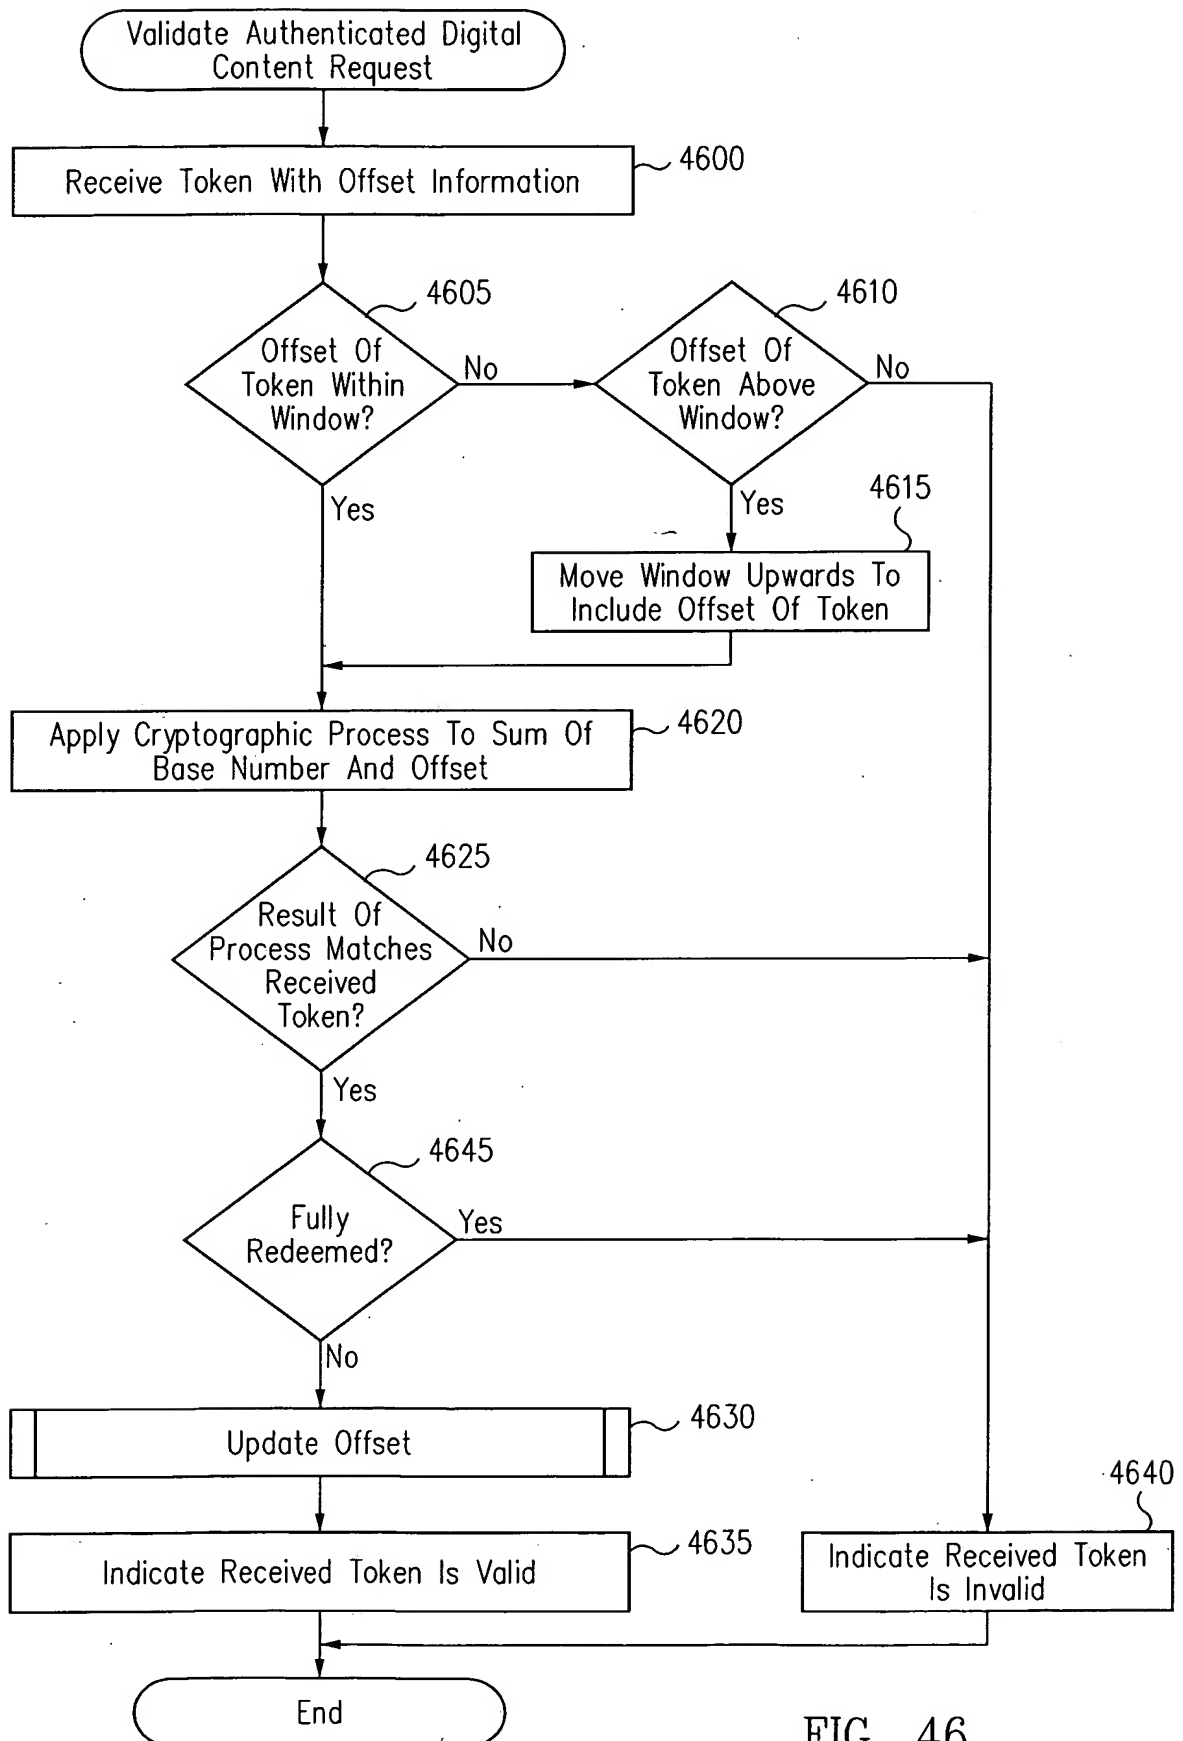 Validate Authenticated Digital
Content Request
4600
Receive Token With Offset Information
4605
4610
Offset Of
Token Within
Window?
No
Offset Of
Token Above
Window?
No
Yes
Yes
4615
Move Window Upwards To
Include Offset Of Token
4620
Apply Cryptographic Process To Sum Of
Base Number And Offset
4625
Result Of
Process Matches
Received
Token?
No
Yes
4645
Fully
Redeemed?
Yes
No
4630
Update Offset
4640
4635
Indicate Received Token Is Valid
Indicate Received Token
Is Invalid
End
FIG. 46